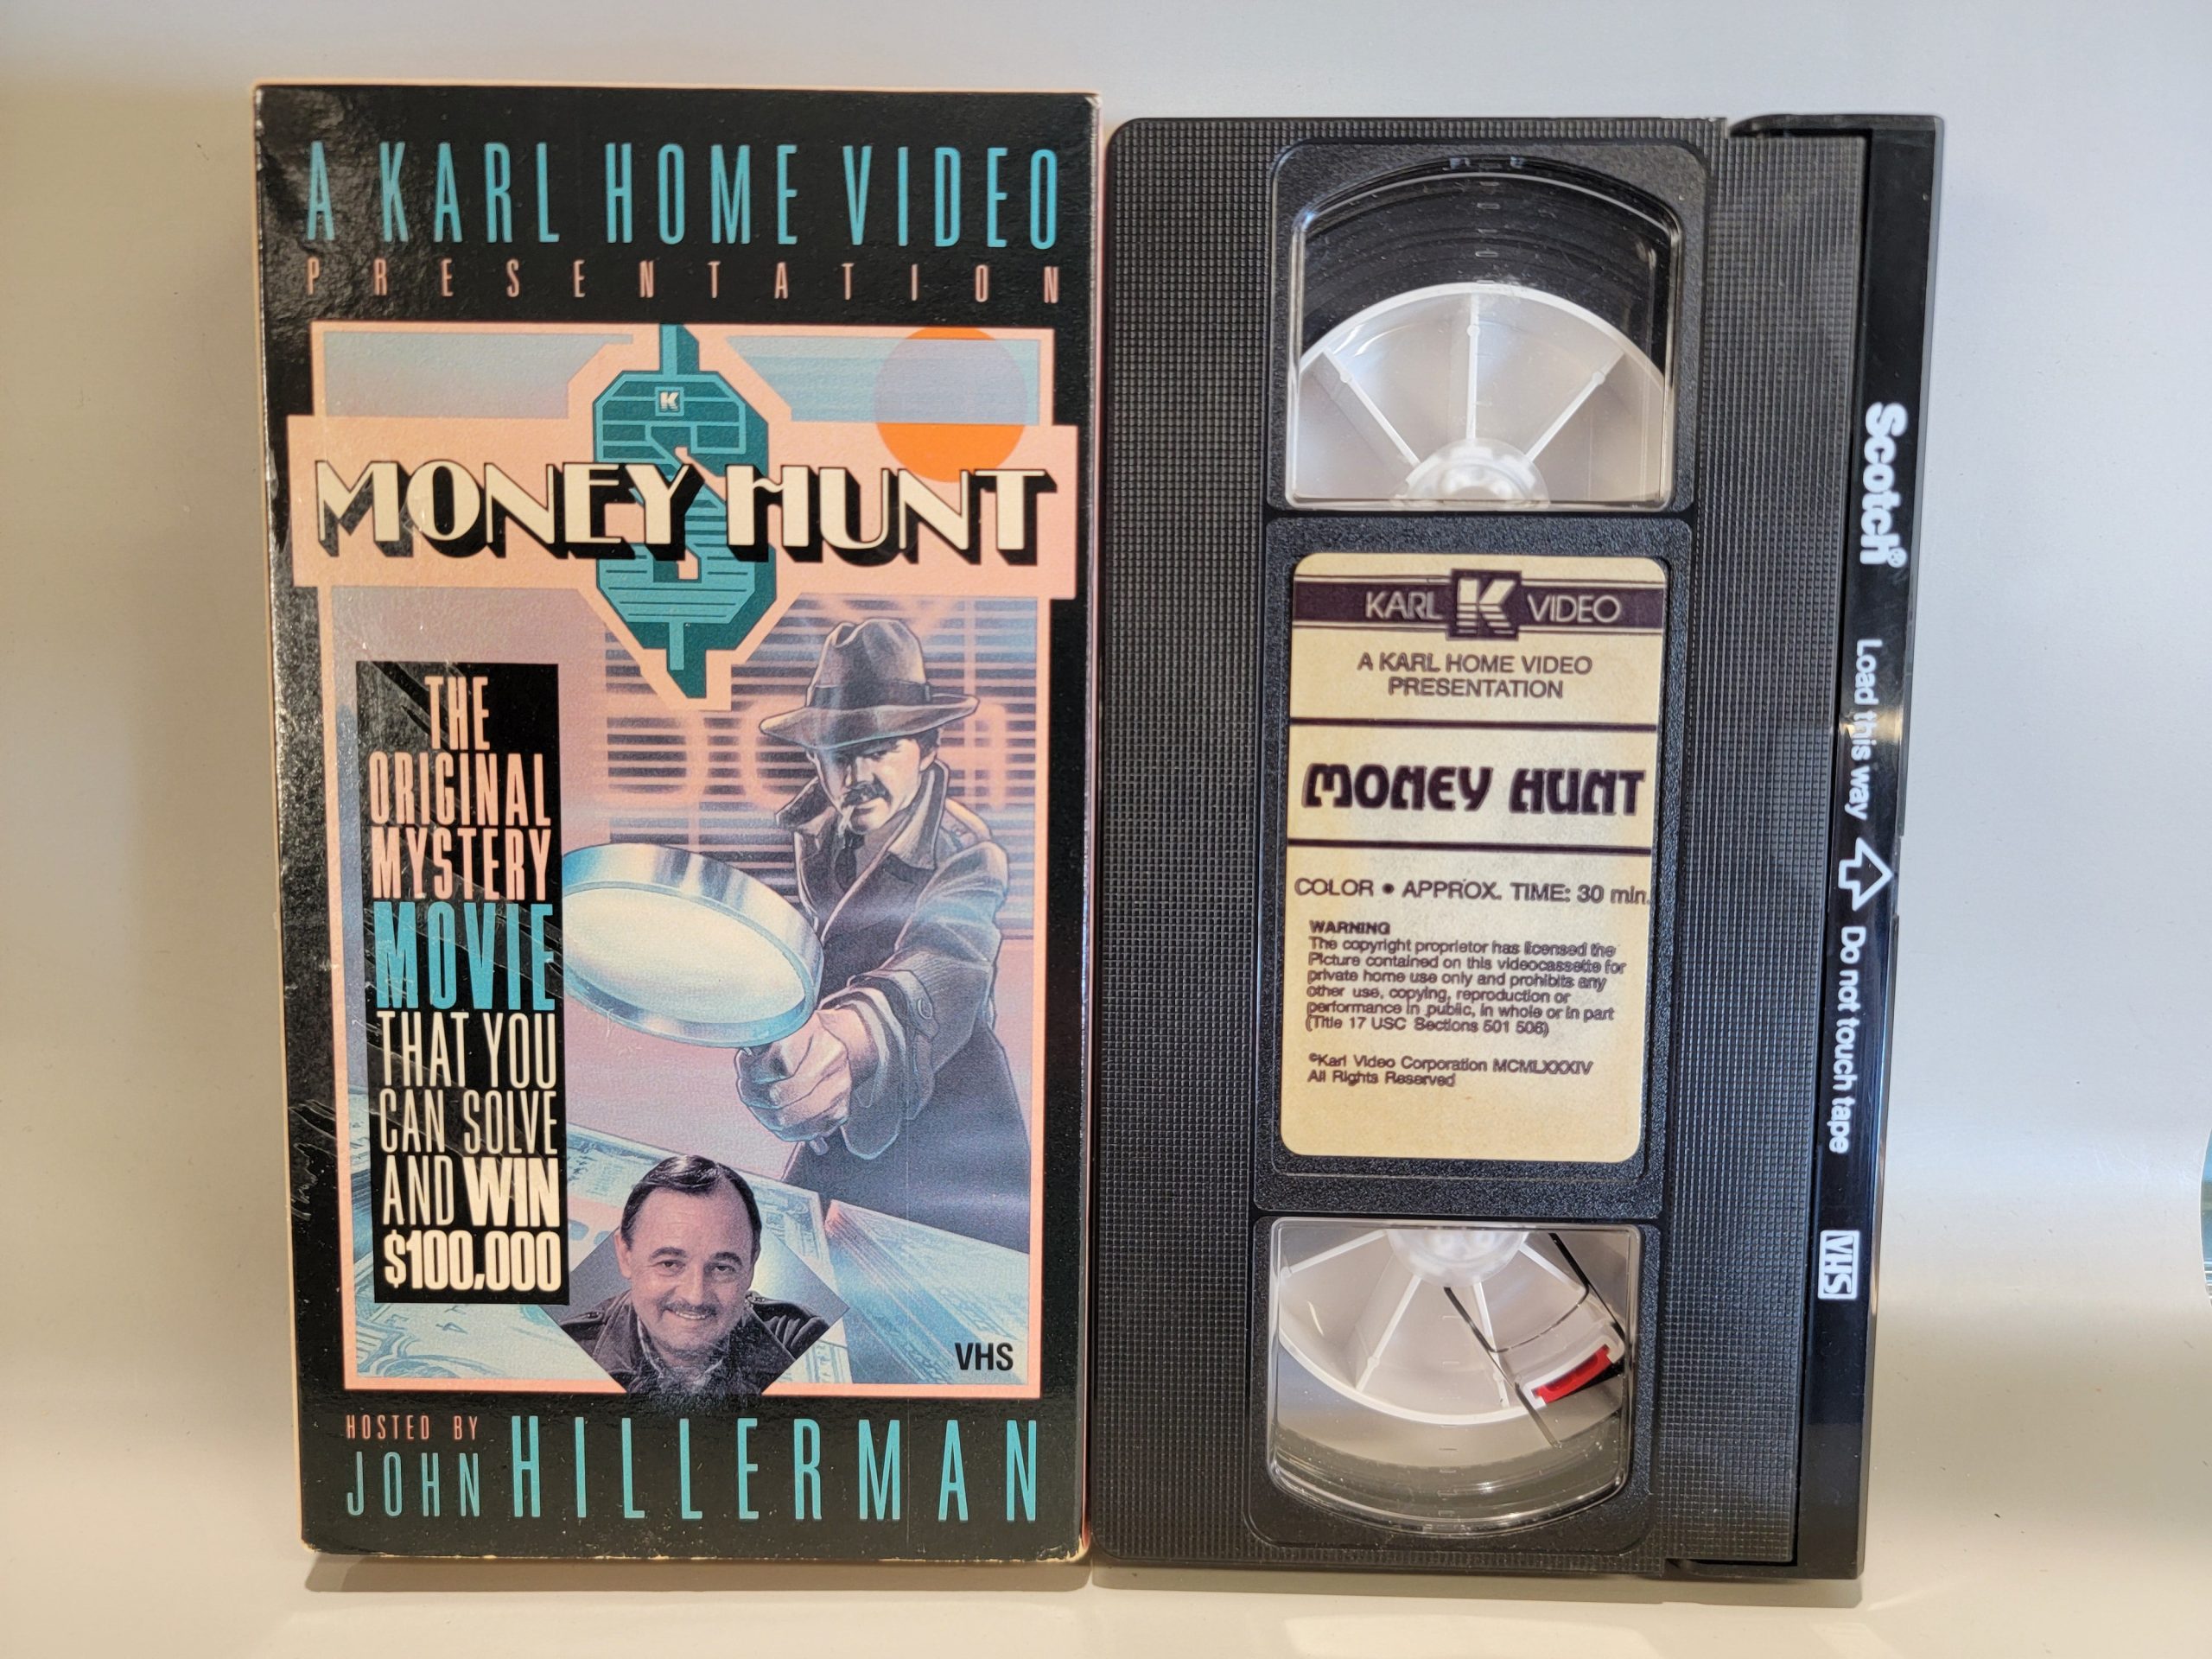 A KARL HOME VIDEO
PRESENTATION
K
MONEY HUNT
THE
ORIGINAL
MYSTERY
MOVIE
THAT YOU
CAN SOLVE
AND WIN
$100,000
VHS
HOSTED BY
JOHN HILLERMAN
KARL K VIDEO
A KARL HOME VIDEO
PRESENTATION
MONEY HUNT
COLOR • APPROX. TIME: 30 min.
WARNING
The copyright proprietor has licensed the
Picture contained on this videocassette for
private home use only and prohibits any
other use, copying, reproduction or
performance in public, in whole or in part
(Title 17 USC Sections 501 506)
©Karl Video Corporation MCMLXXXIV
All Rights Reserved
Scotch® Load this way Do not touch tape VHS